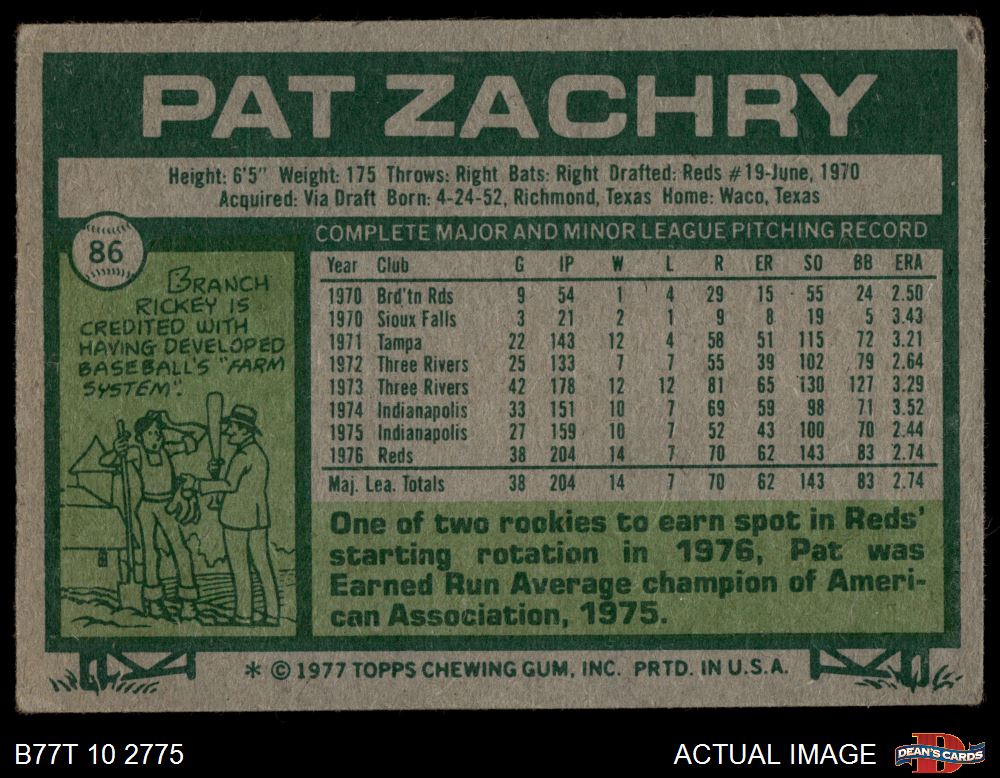 PAT ZACHRY
Height: 6'5" Weight: 175 Throws: Right Bats: Right Drafted: Reds #19-June, 1970
Acquired: Via Draft Born: 4-24-52, Richmond, Texas Home: Waco, Texas
86
BRANCH
RICKEY IS
CREDITED WITH
HAVING DEVELOPED
BASEBALL'S "FARM
SYSTEM".
COMPLETE MAJOR AND MINOR LEAGUE PITCHING RECORD
Year Club G IP W L R ER SO BB ERA
1970 Brd'tn Rds 9 54 1 4 29 15 55 24 2.50
1970 Sioux Falls 3 21 2 1 9 8 19 5 3.43
1971 Tampa 22 143 12 4 58 51 115 72 3.21
1972 Three Rivers 25 133 7 7 55 39 102 79 2.64
1973 Three Rivers 42 178 12 12 81 65 130 127 3.29
1974 Indianapolis 33 151 10 7 69 59 98 71 3.52
1975 Indianapolis 27 159 10 7 52 43 100 70 2.44
1976 Reds 38 204 14 7 70 62 143 83 2.74
Maj. Lea. Totals 38 204 14 7 70 62 143 83 2.74
One of two rookies to earn spot in Reds'
starting rotation in 1976, Pat was
Earned Run Average champion of Ameri-
can Association, 1975.
* © 1977 TOPPS CHEWING GUM, INC. PRTD. IN U.S.A.
B77T 10 2775
ACTUAL IMAGE
DEAN'S CARDS